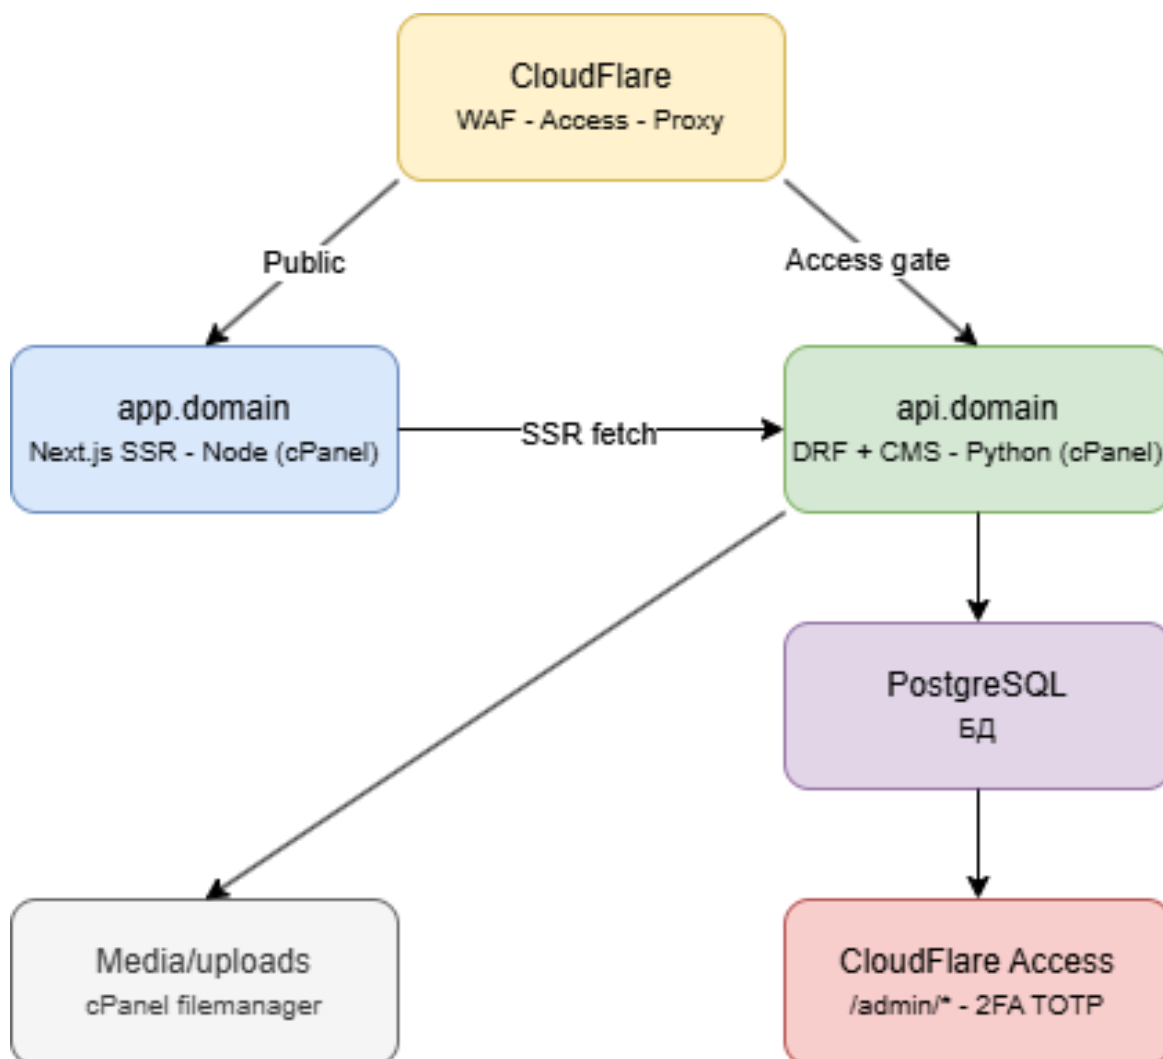 CloudFlare
WAF - Access - Proxy
Public
Access gate
app.domain
Next.js SSR - Node (cPanel)
SSR fetch
api.domain
DRF + CMS - Python (cPanel)
PostgreSQL
БД
Media/uploads
cPanel filemanager
CloudFlare Access
/admin/* - 2FA TOTP